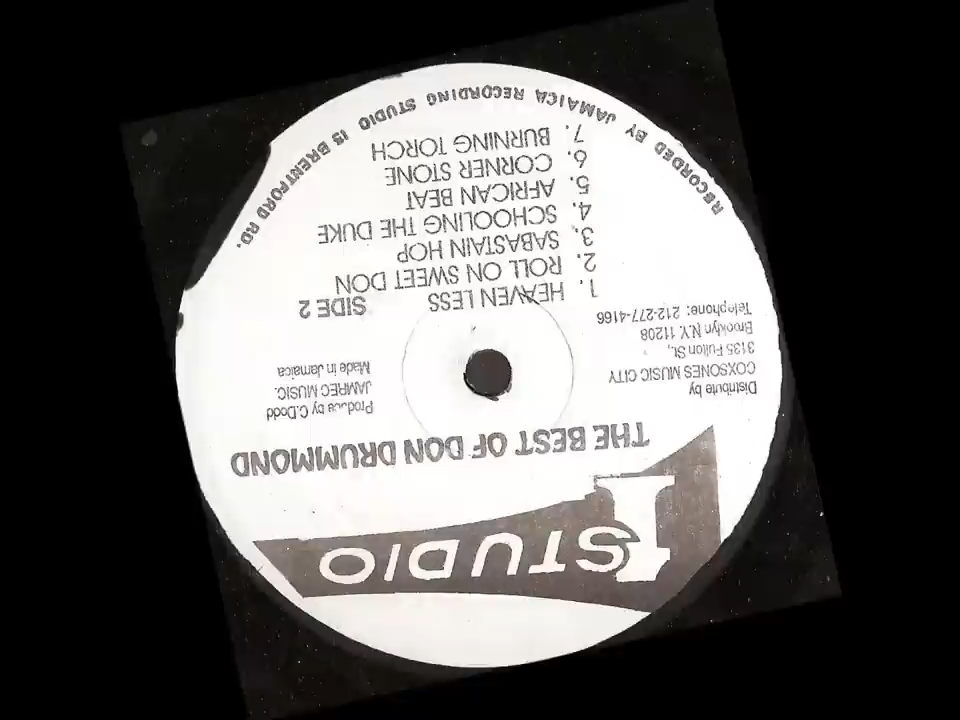 STUDIO 1
THE BEST OF DON DRUMMOND
Distribute by
COXSONES MUSIC CITY
3135 Fulton St.,
Brooklyn N.Y. 11208
Telephone: 212-277-4166
Produce by C.Dodd
JAMREC MUSIC.
Made in Jamaica
SIDE 2
1. HEAVEN LESS
2. ROLL ON SWEET DON
3. SABASTAIN HOP
4. SCHOOLING THE DUKE
5. AFRICAN BEAT
6. CORNER STONE
7. BURNING TORCH
RECORDED BY JAMAICA RECORDING STUDIO 15 BRENTFORD RD.